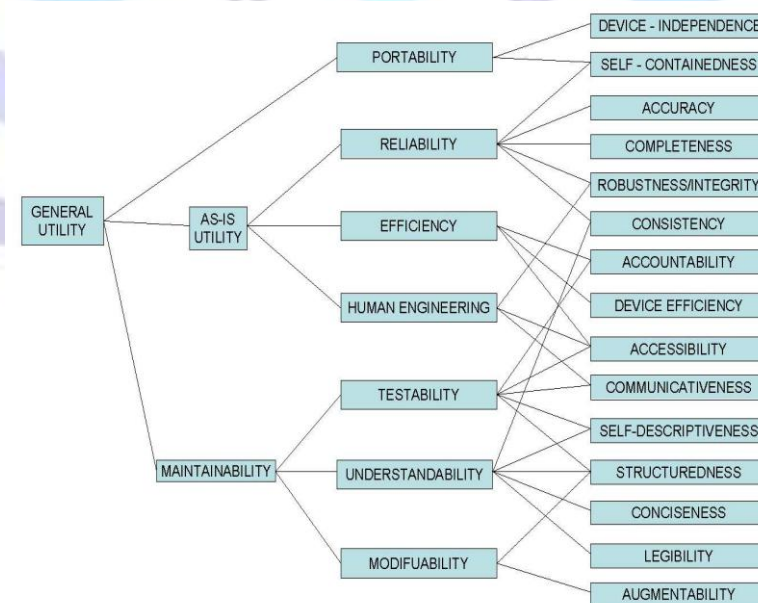 DEVICE - INDEPENDENCE
PORTABILITY
SELF - CONTAINEDNESS
ACCURACY
RELIABILITY
COMPLETENESS
ROBUSTNESS/INTEGRITY
GENERAL
UTILITY
AS-IS
UTILITY
EFFICIENCY
CONSISTENCY
ACCOUNTABILITY
HUMAN ENGINEERING
DEVICE EFFICIENCY
ACCESSIBILITY
TESTABILITY
COMMUNICATIVENESS
SELF-DESCRIPTIVENESS
MAINTAINABILITY
UNDERSTANDABILITY
STRUCTUREDNESS
CONCISENESS
MODIFUABILITY
LEGIBILITY
AUGMENTABILITY